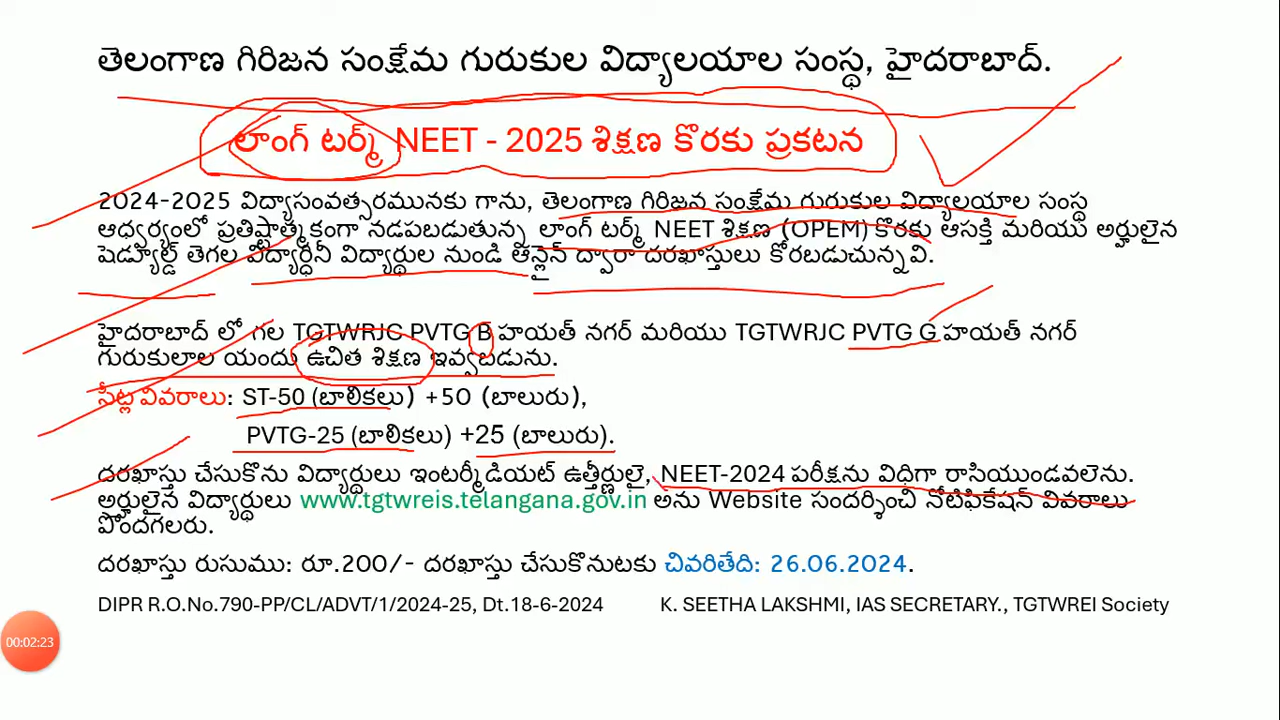 తెలంగాణ గిరిజన సంక్షేమ గురుకుల విద్యాలయాల సంస్థ, హైదరాబాద్.
లాంగ్ టర్మ్ NEET - 2025 శిక్షణ కొరకు ప్రకటన
2024-2025 విద్యాసంవత్సరమునకు గాను, తెలంగాణ గిరిజన సంక్షేమ గురుకుల విద్యాలయాల సంస్థ
ఆధ్వర్యంలో ప్రతిష్టాత్మకంగా నడపబడుతున్న లాంగ్ టర్మ్ NEET శిక్షణ (OPEM) కొరకు ఆసక్తి మరియు అర్హులైన
షెడ్యూల్డ్ తెగల విద్యార్థినీ విద్యార్థుల నుండి ఆన్లైన్ ద్వారా దరఖాస్తులు కోరబడుచున్నవి.
హైదరాబాద్ లో గల TGTWRJC PVTG B హయత్ నగర్ మరియు TGTWRJC PVTG G హయత్ నగర్
గురుకులాల యందు ఉచిత శిక్షణ ఇవ్వబడును.
సీట్ల వివరాలు: ST-50 (బాలికలు) +50 (బాలురు),
PVTG-25 (బాలికలు) +25 (బాలురు).
దరఖాస్తు చేసుకొను విద్యార్థులు ఇంటర్మీడియట్ ఉత్తీర్ణులై, NEET-2024 పరీక్షను విధిగా రాసియుండవలెను.
అర్హులైన విద్యార్థులు www.tgtwreis.telangana.gov.in అను Website సందర్శించి నోటిఫికేషన్ వివరాలు
పొందగలరు.
దరఖాస్తు రుసుము: రూ.200/- దరఖాస్తు చేసుకొనుటకు చివరితేది: 26.06.2024.
DIPR R.O.No.790-PP/CL/ADVT/1/2024-25, Dt.18-6-2024 K. SEETHA LAKSHMI, IAS SECRETARY., TGTWREI Society
00:02:23